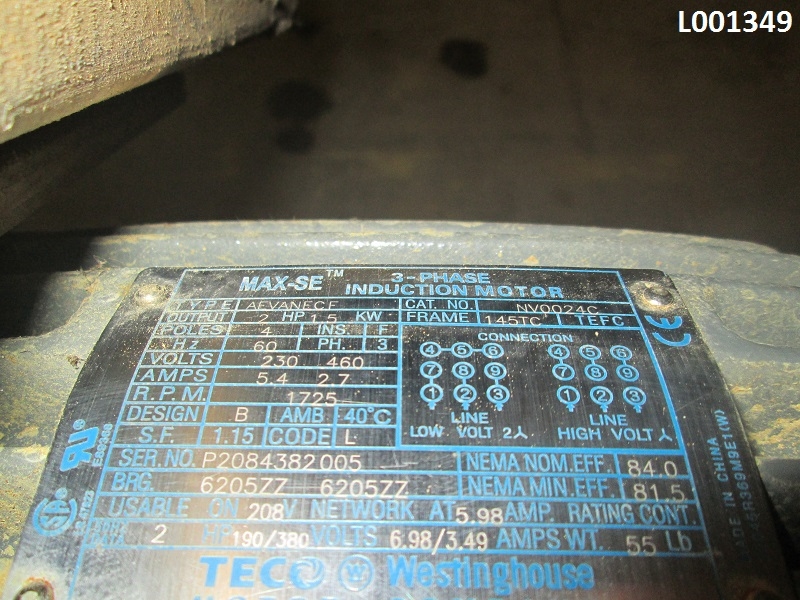 L001349
MAX-SE™ 3-PHASE INDUCTION MOTOR
TYPE AEVANECF CAT. NO. NV0024C
OUTPUT 2 HP 1.5 KW FRAME 145TC TEFC
POLES 4 INS. F
Hz 60 PH. 3
VOLTS 230 460
AMPS 5.4 2.7
R.P.M. 1725
DESIGN B AMB 40°C
S.F. 1.15 CODE L
CONNECTION
4 5 6 4 5 6
7 8 9 7 8 9
1 2 3 1 2 3
LINE LINE
LOW VOLT 2Y HIGH VOLT Y
CE
SER.NO. P2084382005 NEMA NOM.EFF. 84.0
BRG. 6205ZZ 6205ZZ NEMA MIN.EFF. 81.5
USABLE ON 208V NETWORK AT 5.98 AMP. RATING CONT.
2 HP 190/380 VOLTS 6.98/3.49 AMPS WT. 55 Lb
TECO Westinghouse
MADE IN CHINA